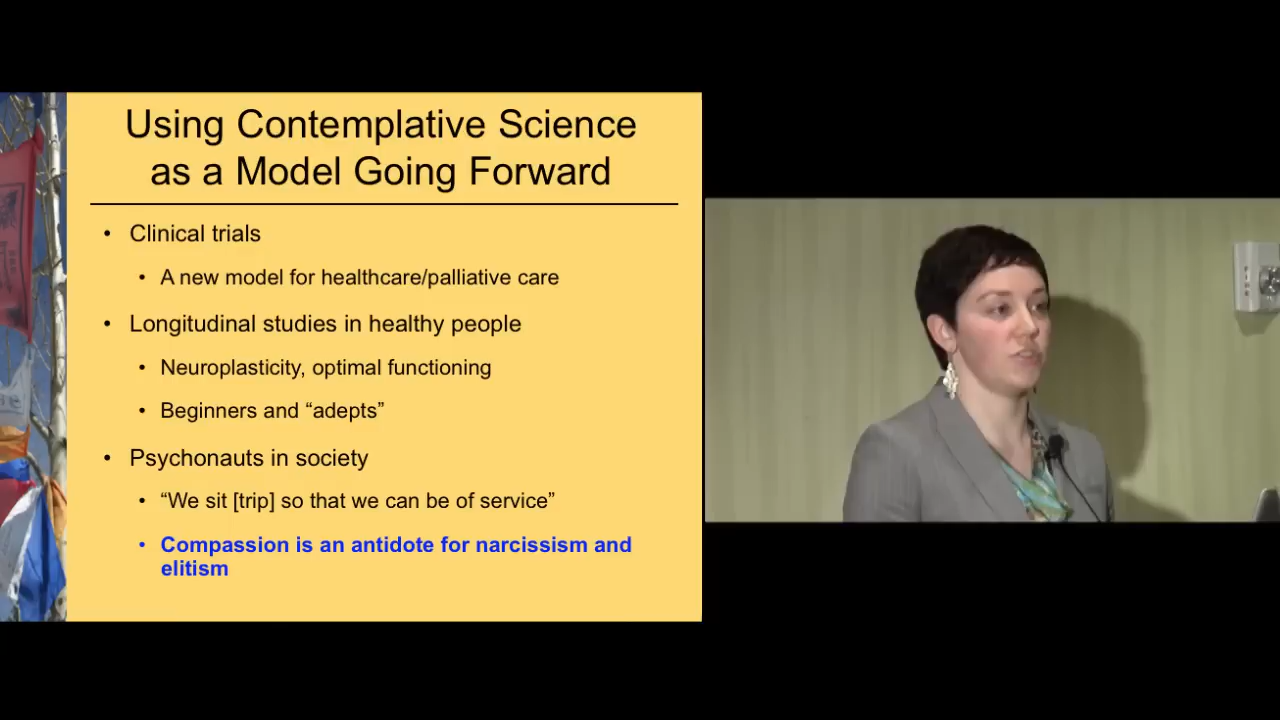 Using Contemplative Science
as a Model Going Forward
• Clinical trials
• A new model for healthcare/palliative care
• Longitudinal studies in healthy people
• Neuroplasticity, optimal functioning
• Beginners and “adepts”
• Psychonauts in society
• “We sit [trip] so that we can be of service”
• Compassion is an antidote for narcissism and
elitism